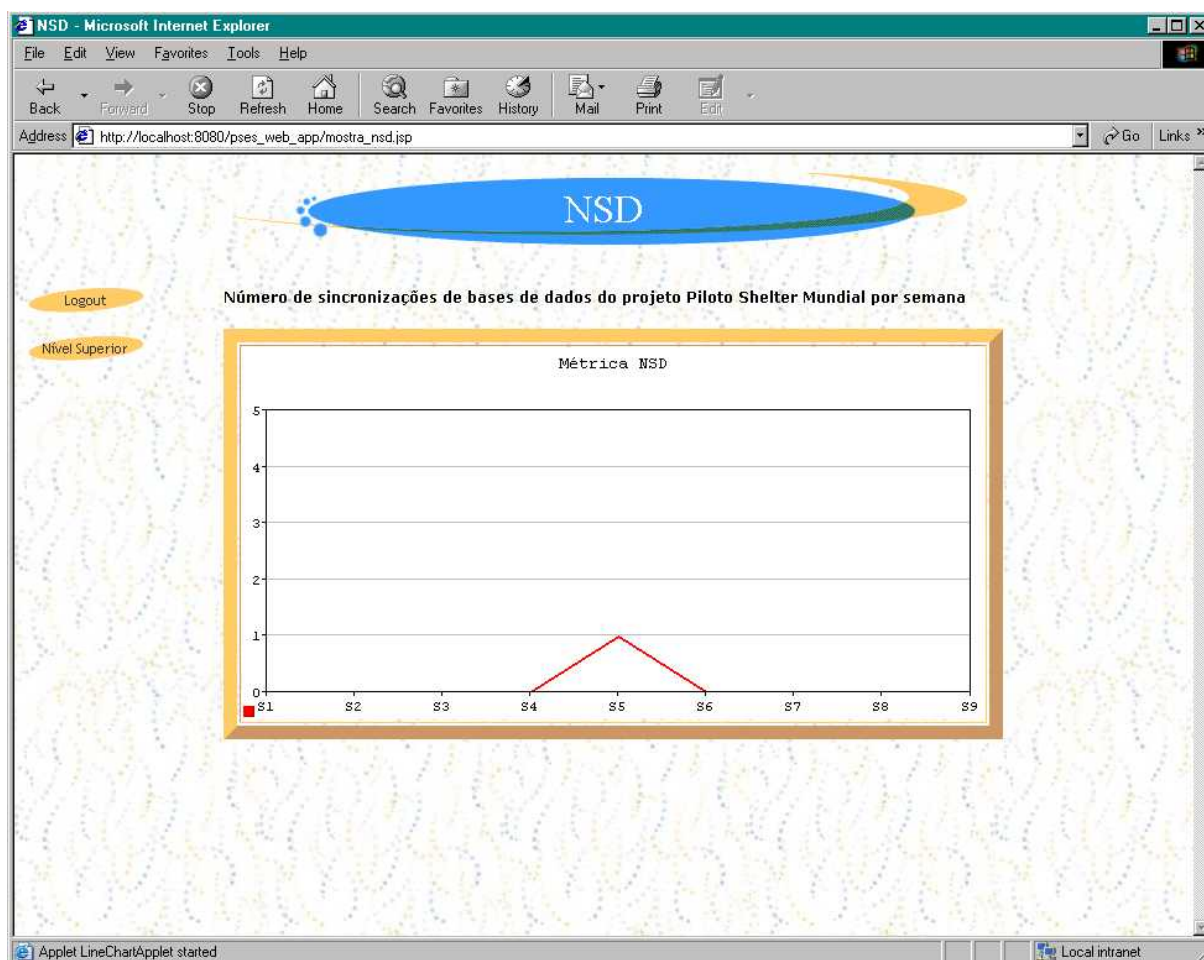 NSD - Microsoft Internet Explorer
File Edit View Favorites Tools Help
Back Forward Stop Refresh Home Search Favorites History Mail Print Edit
Address http://localhost:8080/pses_web_app/mostra_nsd.jsp Go Links »
NSD
Logout
Número de sincronizações de bases de dados do projeto Piloto Shelter Mundial por semana
Nível Superior
Métrica NSD
5
4
3
2
1
0
S1 S2 S3 S4 S5 S6 S7 S8 S9
Applet LineChartApplet started Local intranet